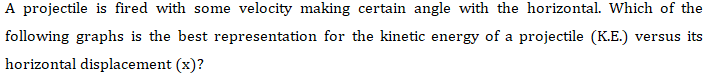 A projectile is fired with some velocity making certain angle with the horizontal. Which of the
following graphs is the best representation for the kinetic energy of a projectile (K.E.) versus its
horizontal displacement (x)?